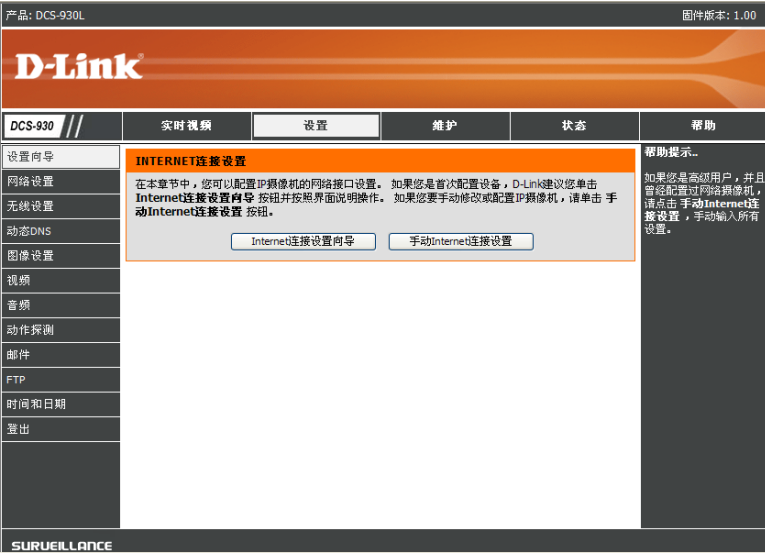 产品: DCS-930L
固件版本: 1.00
D-Link
DCS-930
实时视频
设置
维护
状态
帮助
设置向导
网络设置
无线设置
动态DNS
图像设置
视频
音频
动作探测
邮件
FTP
时间和日期
登出
INTERNET连接设置
在本章节中，您可以配置IP摄像机的网络接口设置。 如果您是首次配置设备，D-Link建议您单击
Internet连接设置向导 按钮并按照界面说明操作。 如果您要手动修改或配置IP摄像机，请单击 手
动Internet连接设置 按钮。
Internet连接设置向导
手动Internet连接设置
帮助提示..
如果您是高级用户，并且
曾经配置过网络摄像机，
请点击 手动Internet连
接设置 ，手动输入所有
设置。
SURVEILLANCE